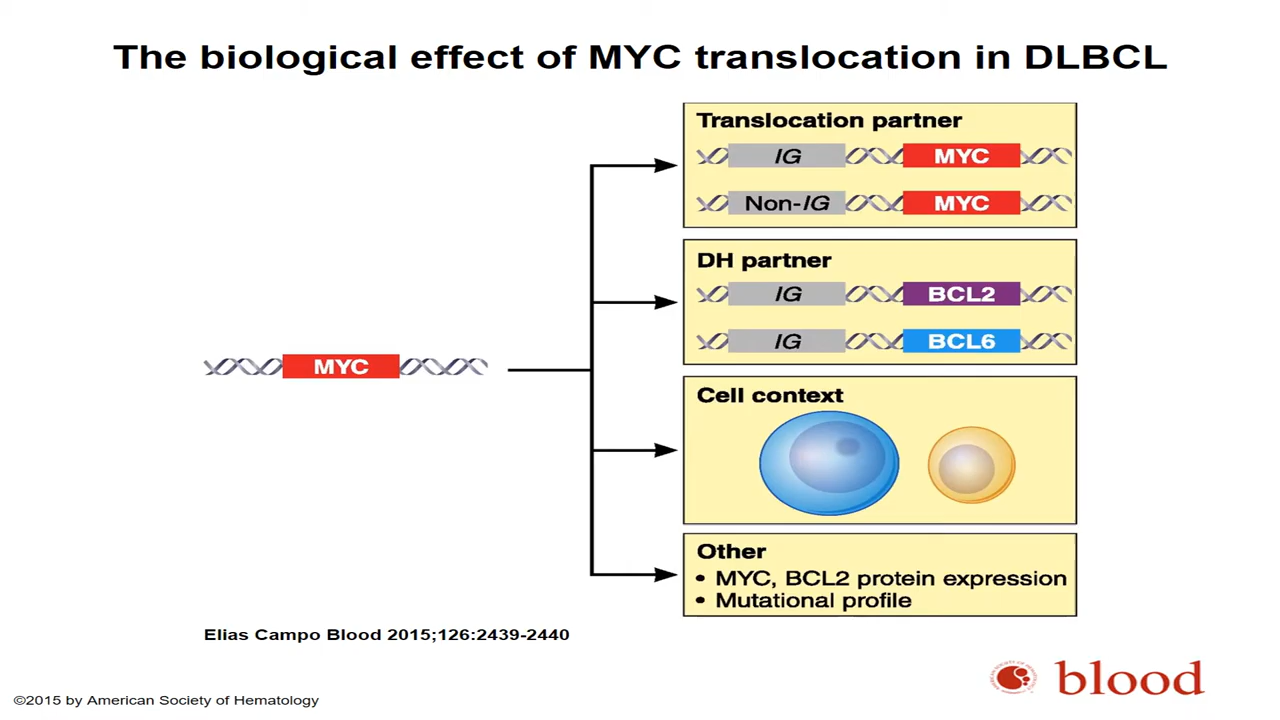 The biological effect of MYC translocation in DLBCL
Translocation partner
IG MYC
Non-IG MYC
DH partner
IG BCL2
IG BCL6
MYC
Cell context
Other
• MYC, BCL2 protein expression
• Mutational profile
Elias Campo Blood 2015;126:2439-2440
©2015 by American Society of Hematology
blood